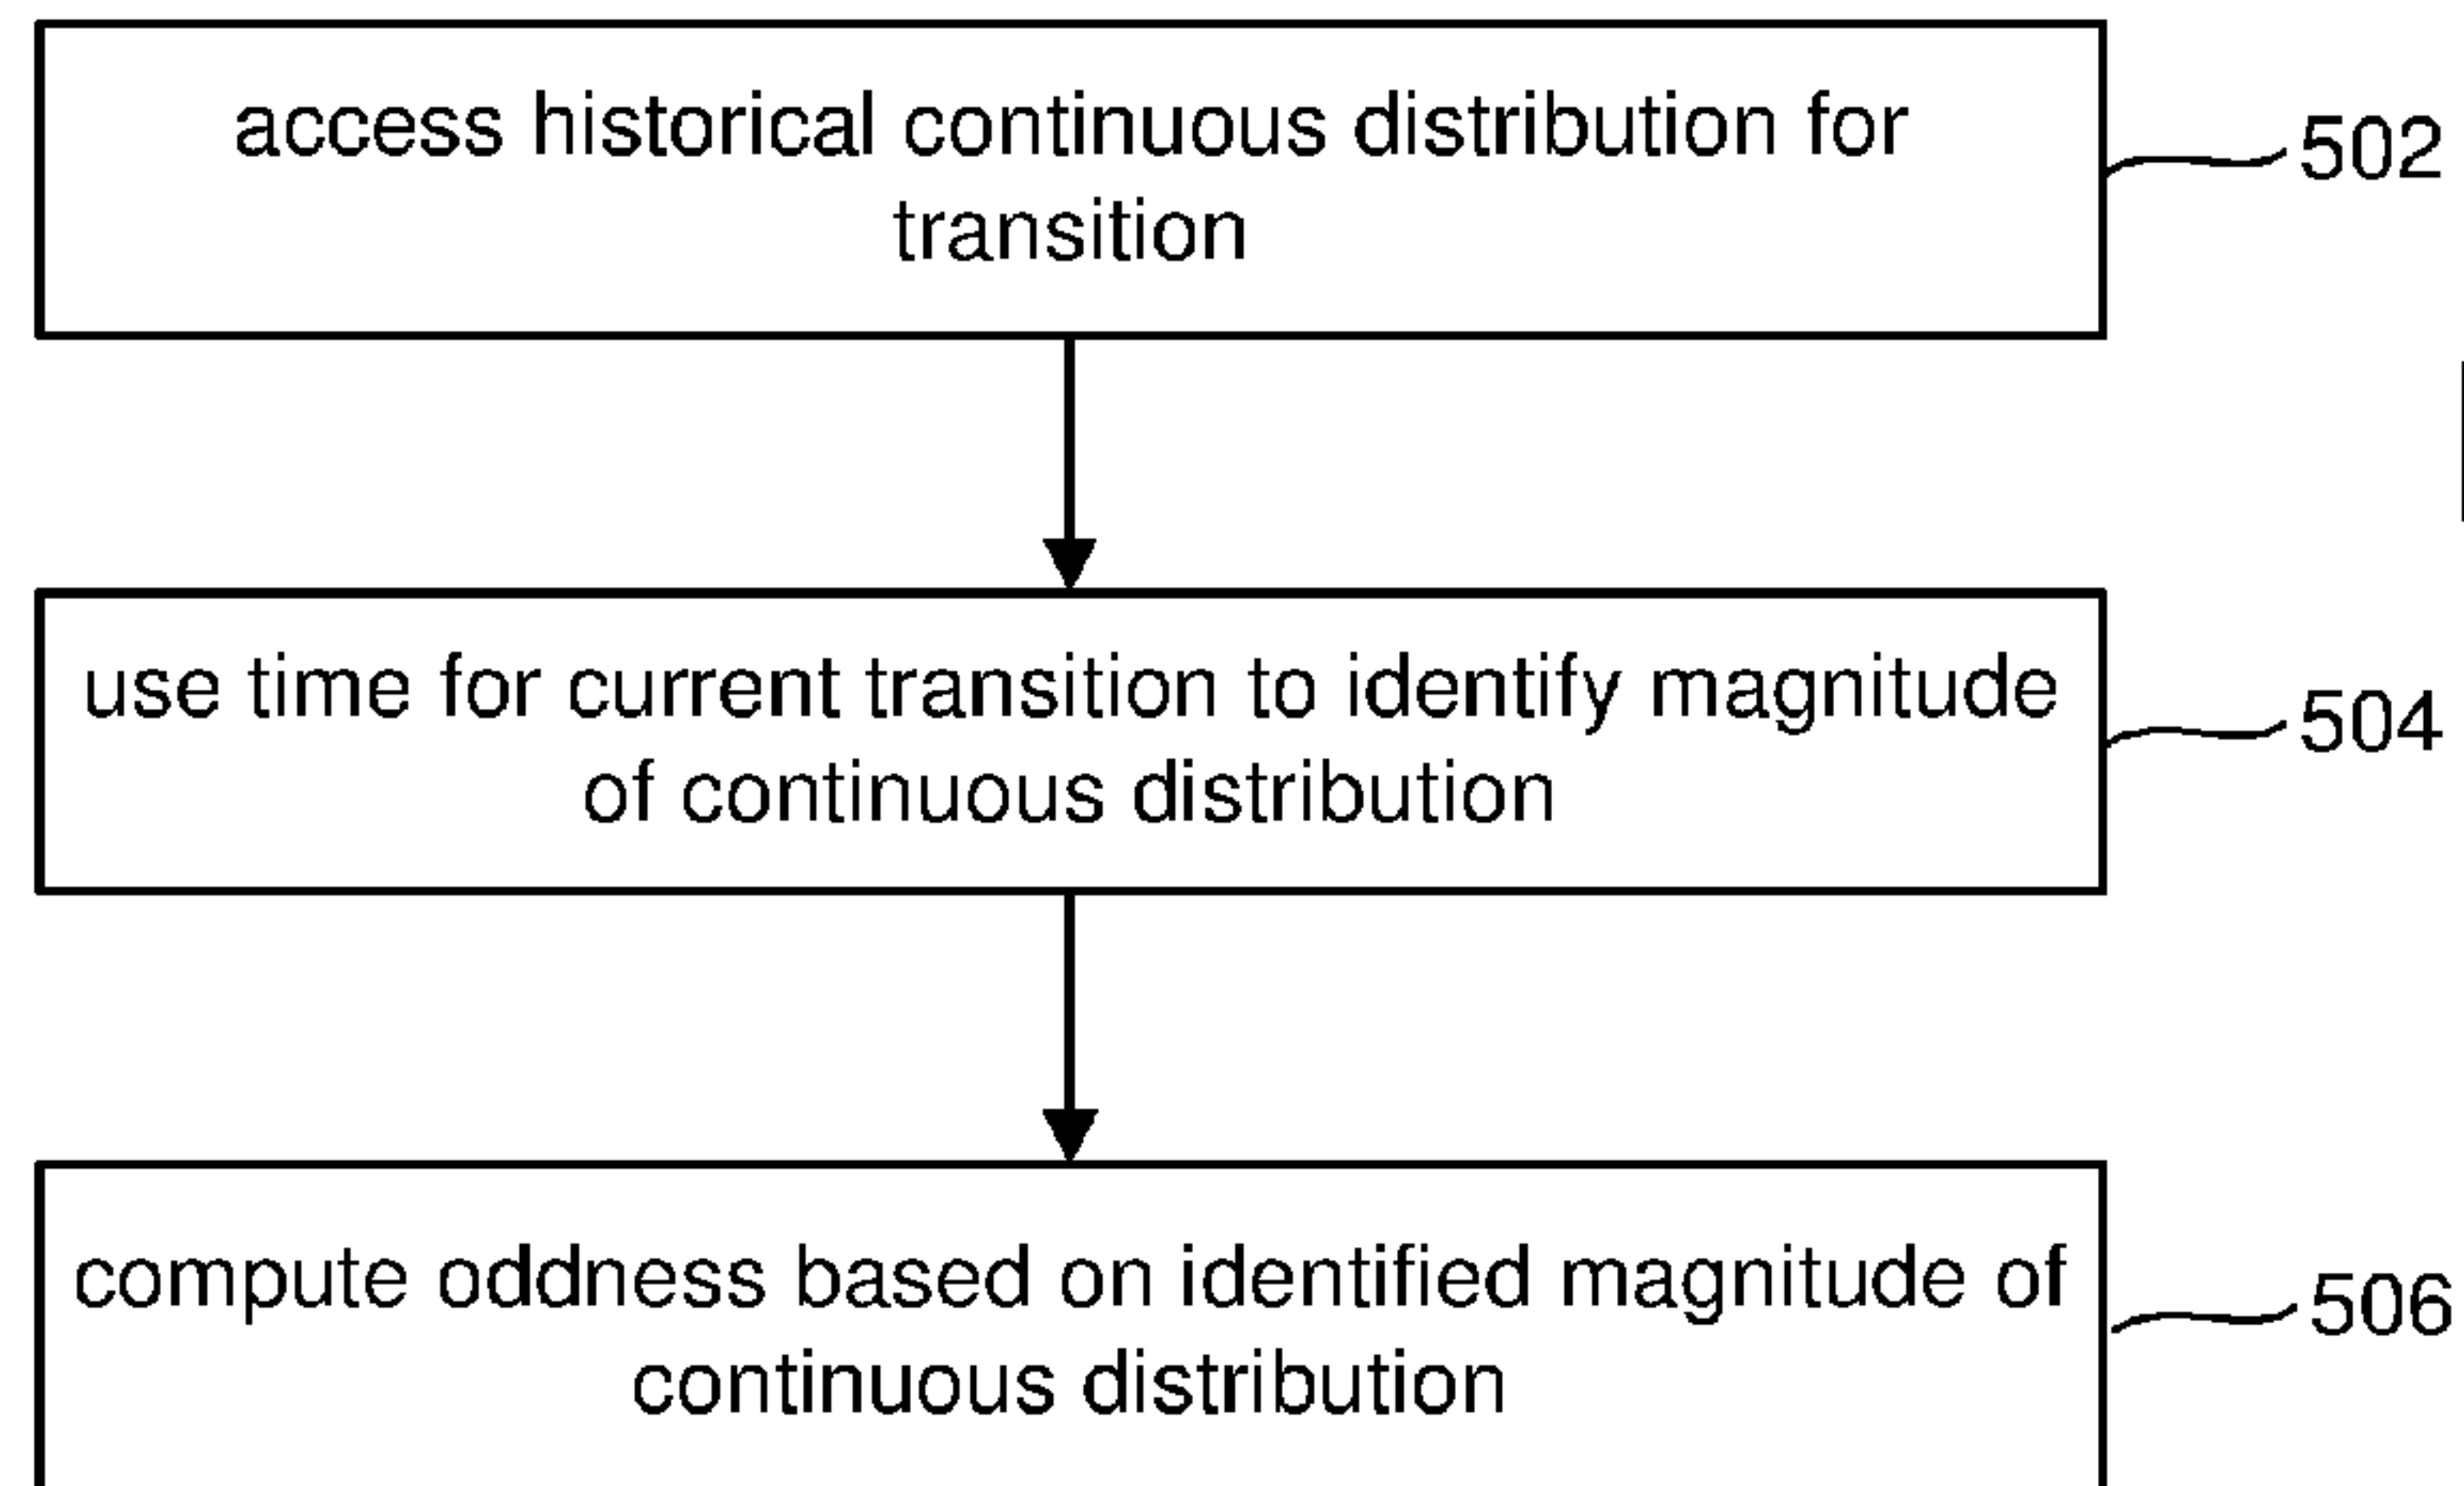 access historical continuous distribution for
transition
502
use time for current transition to identify magnitude
of continuous distribution
504
compute oddness based on identified magnitude of
continuous distribution
506